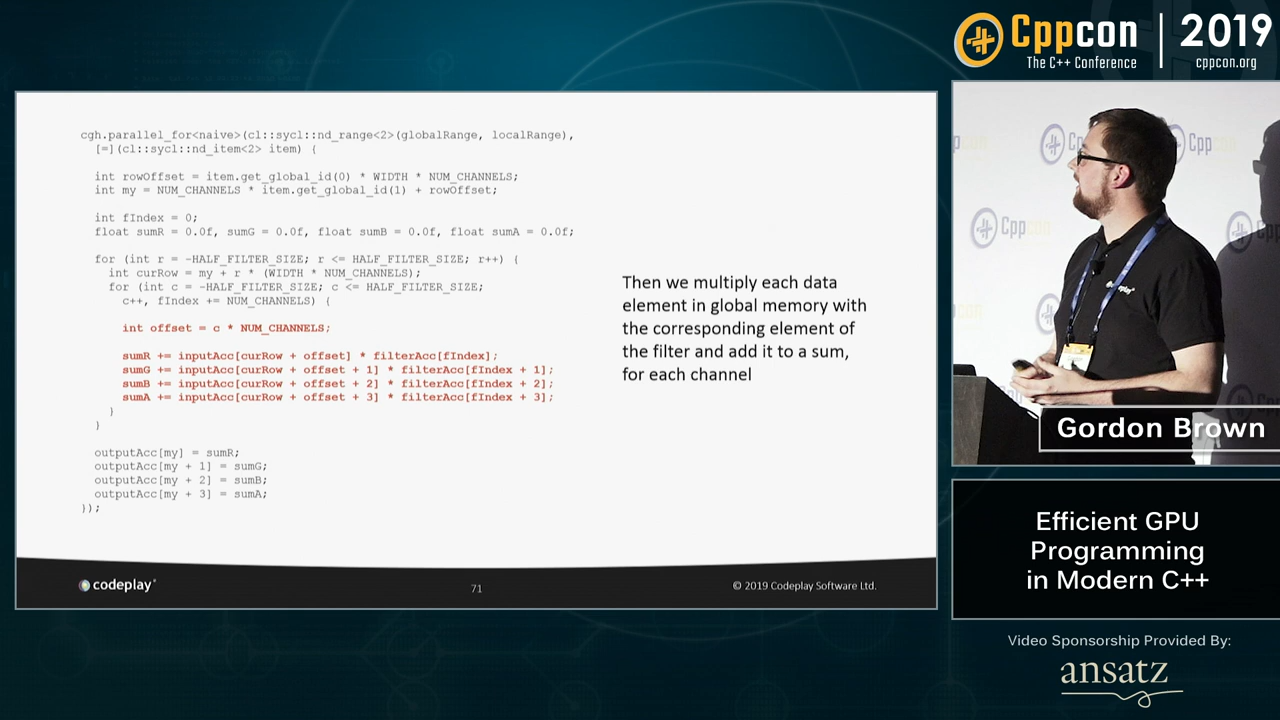 Cppcon
The C++ Conference
2019
cppcon.org
cgh.parallel_for<naive>(cl::sycl::nd_range<2>(globalRange, localRange),
[=](cl::sycl::nd_item<2> item) {
int rowOffset = item.get_global_id(0) * WIDTH * NUM_CHANNELS;
int my = NUM_CHANNELS * item.get_global_id(1) + rowOffset;
int fIndex = 0;
float sumR = 0.0f, sumG = 0.0f, float sumB = 0.0f, float sumA = 0.0f;
for (int r = -HALF_FILTER_SIZE; r <= HALF_FILTER_SIZE; r++) {
int curRow = my + r * (WIDTH * NUM_CHANNELS);
for (int c = -HALF_FILTER_SIZE; c <= HALF_FILTER_SIZE;
c++, fIndex += NUM_CHANNELS) {
int offset = c * NUM_CHANNELS;
sumR += inputAcc[curRow + offset] * filterAcc[fIndex];
sumG += inputAcc[curRow + offset + 1] * filterAcc[fIndex + 1];
sumB += inputAcc[curRow + offset + 2] * filterAcc[fIndex + 2];
sumA += inputAcc[curRow + offset + 3] * filterAcc[fIndex + 3];
}
}
outputAcc[my] = sumR;
outputAcc[my + 1] = sumG;
outputAcc[my + 2] = sumB;
outputAcc[my + 3] = sumA;
});
Then we multiply each data
element in global memory with
the corresponding element of
the filter and add it to a sum,
for each channel
codeplay®
71
© 2019 Codeplay Software Ltd.
Cppcon
codeplay
Gordon Brown
Efficient GPU
Programming
in Modern C++
Video Sponsorship Provided By:
ansatz